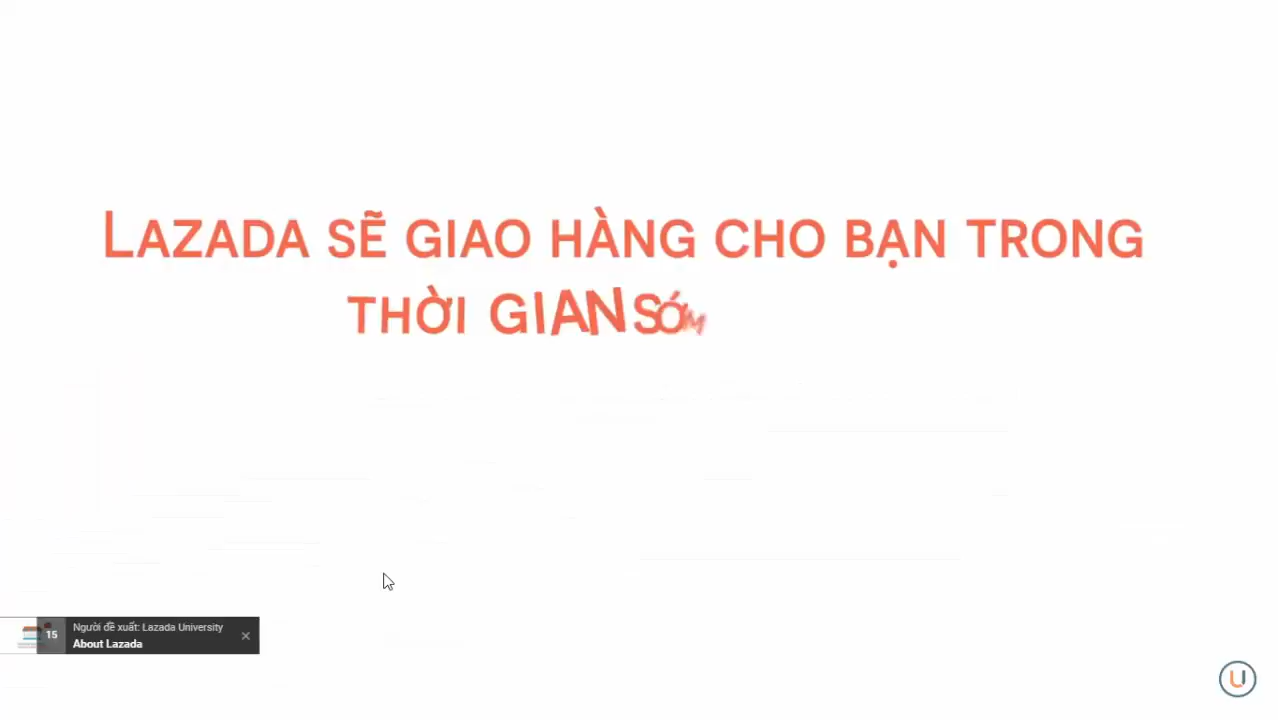 Lazada sẽ giao hàng cho bạn trong
thời gian sớm
15
Người đề xuất: Lazada University
About Lazada
U